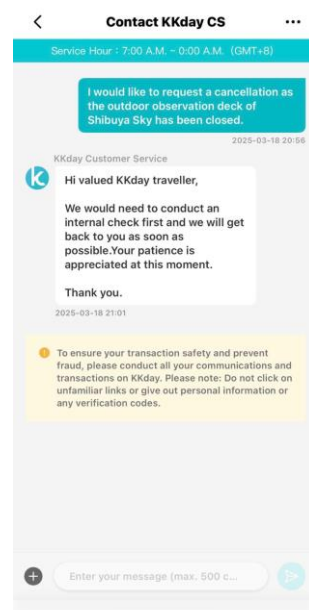 Contact KKday CS
Service Hour : 7:00 A.M. ~ 0:00 A.M. (GMT+8)
I would like to request a cancellation as
the outdoor observation deck of
Shibuya Sky has been closed.
2025-03-18 20:56
KKday Customer Service
Hi valued KKday traveller,
We would need to conduct an
internal check first and we will get
back to you as soon as
possible.Your patience is
appreciated at this moment.
Thank you.
2025-03-18 21:01
To ensure your transaction safety and prevent
fraud, please conduct all your communications and
transactions on KKday. Please note: Do not click on
unfamiliar links or give out personal information or
any verification codes.
Enter your message (max. 500 c...